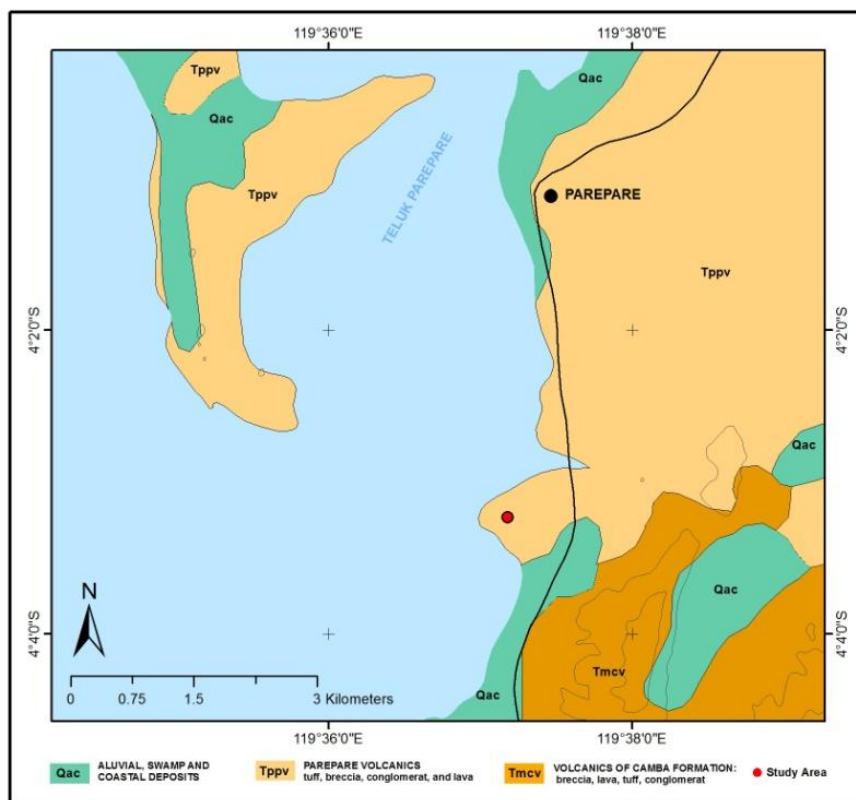 119°36'0"E
119°38'0"E
Tppv
Qac
Qac
Tppv
TELUK PAREPARE
PAREPARE
Tppv
4°2'0"S
4°2'0"S
Qac
Qac
N
4°4'0"S
4°4'0"S
Tmcv
Qac
0
0.75
1.5
3 Kilometers
119°36'0"E
119°38'0"E
Qac
ALUVIAL, SWAMP AND
COASTAL DEPOSITS
Tppv
PAREPARE VOLCANICS
tuff, breccia, conglomerat, and lava
Tmcv
VOLCANICS OF CAMBA FORMATION:
breccia, lava, tuff, conglomerat
Study Area